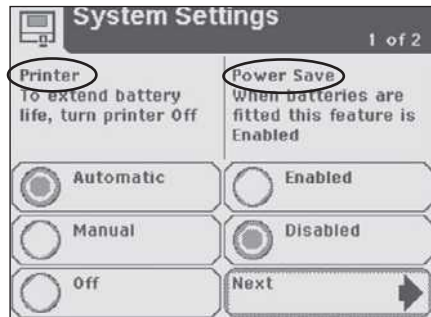 System Settings
1 of 2
Printer
To extend battery
life, turn printer Off
Power Save
When batteries are
fitted this feature is
Enabled
Automatic
Manual
Off
Enabled
Disabled
Next